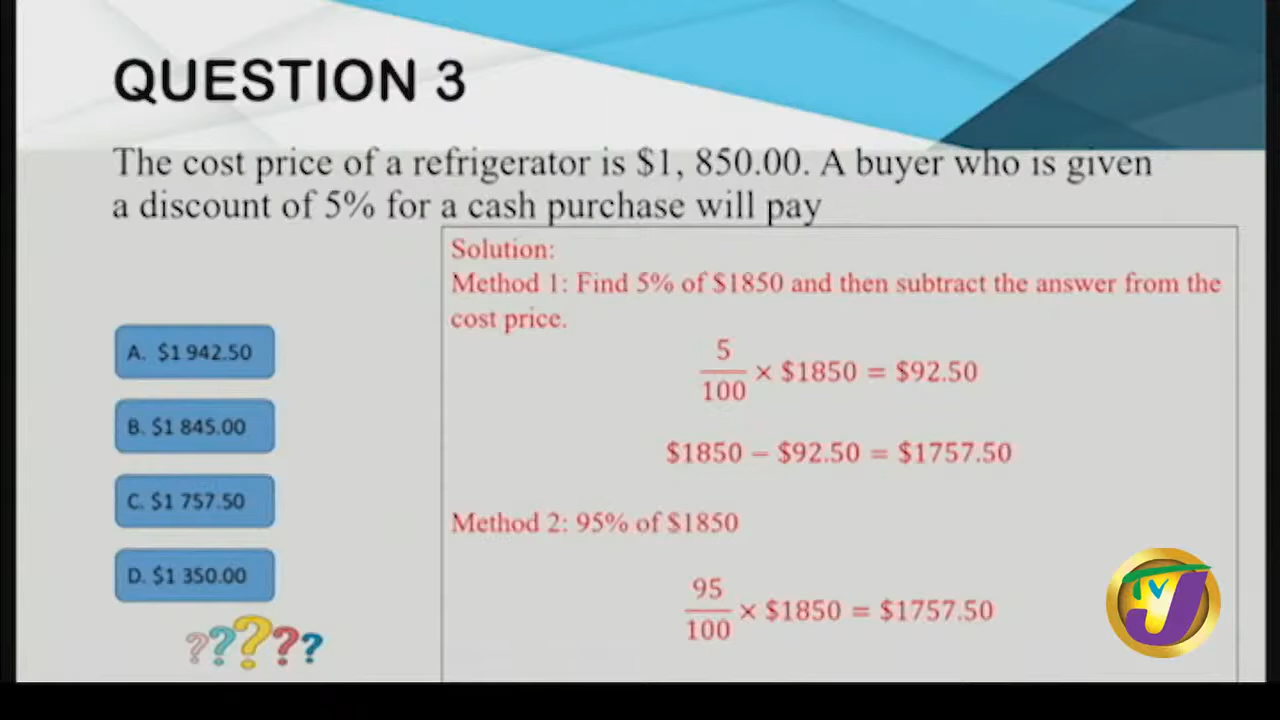 QUESTION 3
The cost price of a refrigerator is $1, 850.00. A buyer who is given
a discount of 5% for a cash purchase will pay
A. $1 942.50
B. $1 845.00
C. $1 757.50
D. $1 350.00
?????
Solution:
Method 1: Find 5% of $1850 and then subtract the answer from the
cost price.
5/100 × $1850 = $92.50
$1850 − $92.50 = $1757.50
Method 2: 95% of $1850
95/100 × $1850 = $1757.50
TVJ